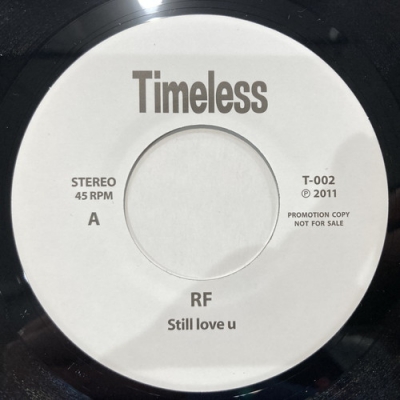 Timeless
STEREO
45 RPM
A
T-002
℗ 2011
PROMOTION COPY
NOT FOR SALE
RF
Still love u